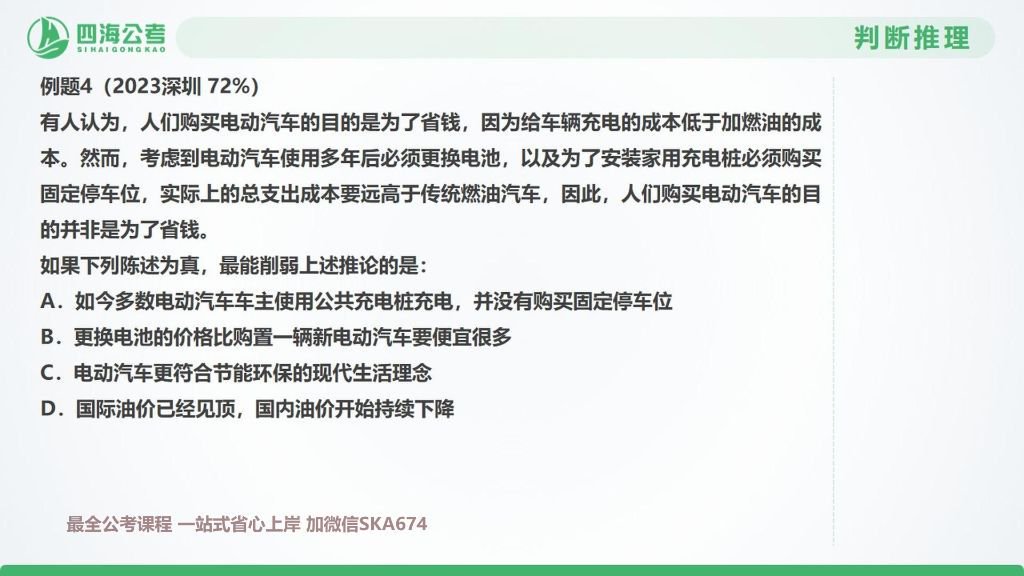 四海公考
SIHAIGONGKAO
判断推理
例题4（2023深圳 72%）
有人认为，人们购买电动汽车的目的是为了省钱，因为给车辆充电的成本低于加燃油的成
本。然而，考虑到电动汽车使用多年后必须更换电池，以及为了安装家用充电桩必须购买
固定停车位，实际上的总支出成本要远高于传统燃油汽车，因此，人们购买电动汽车的目
的并非是为了省钱。
如果下列陈述为真，最能削弱上述推论的是：
A．如今多数电动汽车车主使用公共充电桩充电，并没有购买固定停车位
B．更换电池的价格比购置一辆新电动汽车要便宜很多
C．电动汽车更符合节能环保的现代生活理念
D．国际油价已经见顶，国内油价开始持续下降
最全公考课程 一站式省心上岸 加微信SKA674